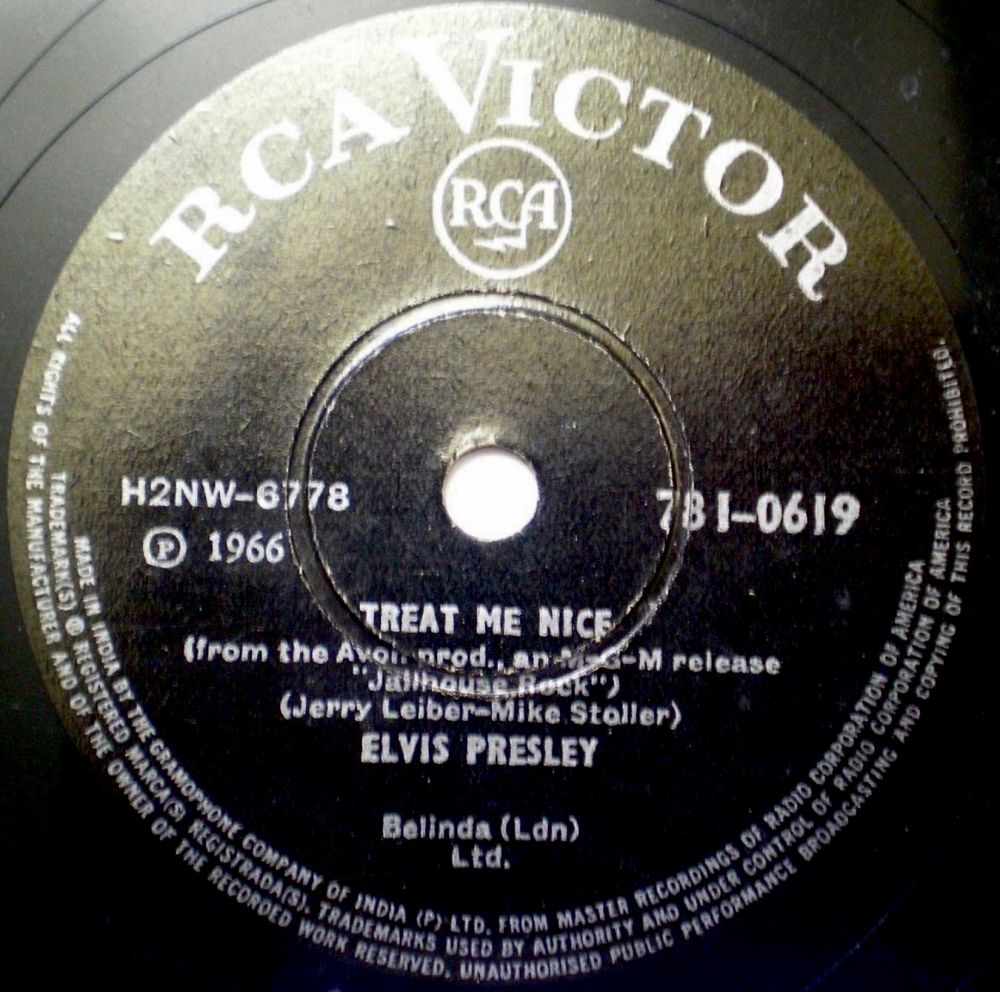 RCA VICTOR
RCA
H2NW-6778
781-0619
Ⓟ 1966
TREAT ME NICE
(from the Avon prod., an M-G-M release
"Jailhouse Rock")
(Jerry Leiber-Mike Stoller)
ELVIS PRESLEY
Belinda (Ldn)
Ltd.
MADE IN INDIA BY THE GRAMOPHONE COMPANY OF INDIA (P) LTD. FROM MASTER RECORDINGS OF RADIO CORPORATION OF AMERICA
TRADEMARK(S) ® REGISTERED MARCA(S) REGISTRADA(S). TRADEMARKS USED BY AUTHORITY AND UNDER CONTROL OF RADIO CORPORATION OF AMERICA
ALL RIGHTS OF THE MANUFACTURER AND OF THE OWNER OF THE RECORDED WORK RESERVED. UNAUTHORISED PUBLIC PERFORMANCE BROADCASTING AND COPYING OF THIS RECORD PROHIBITED.